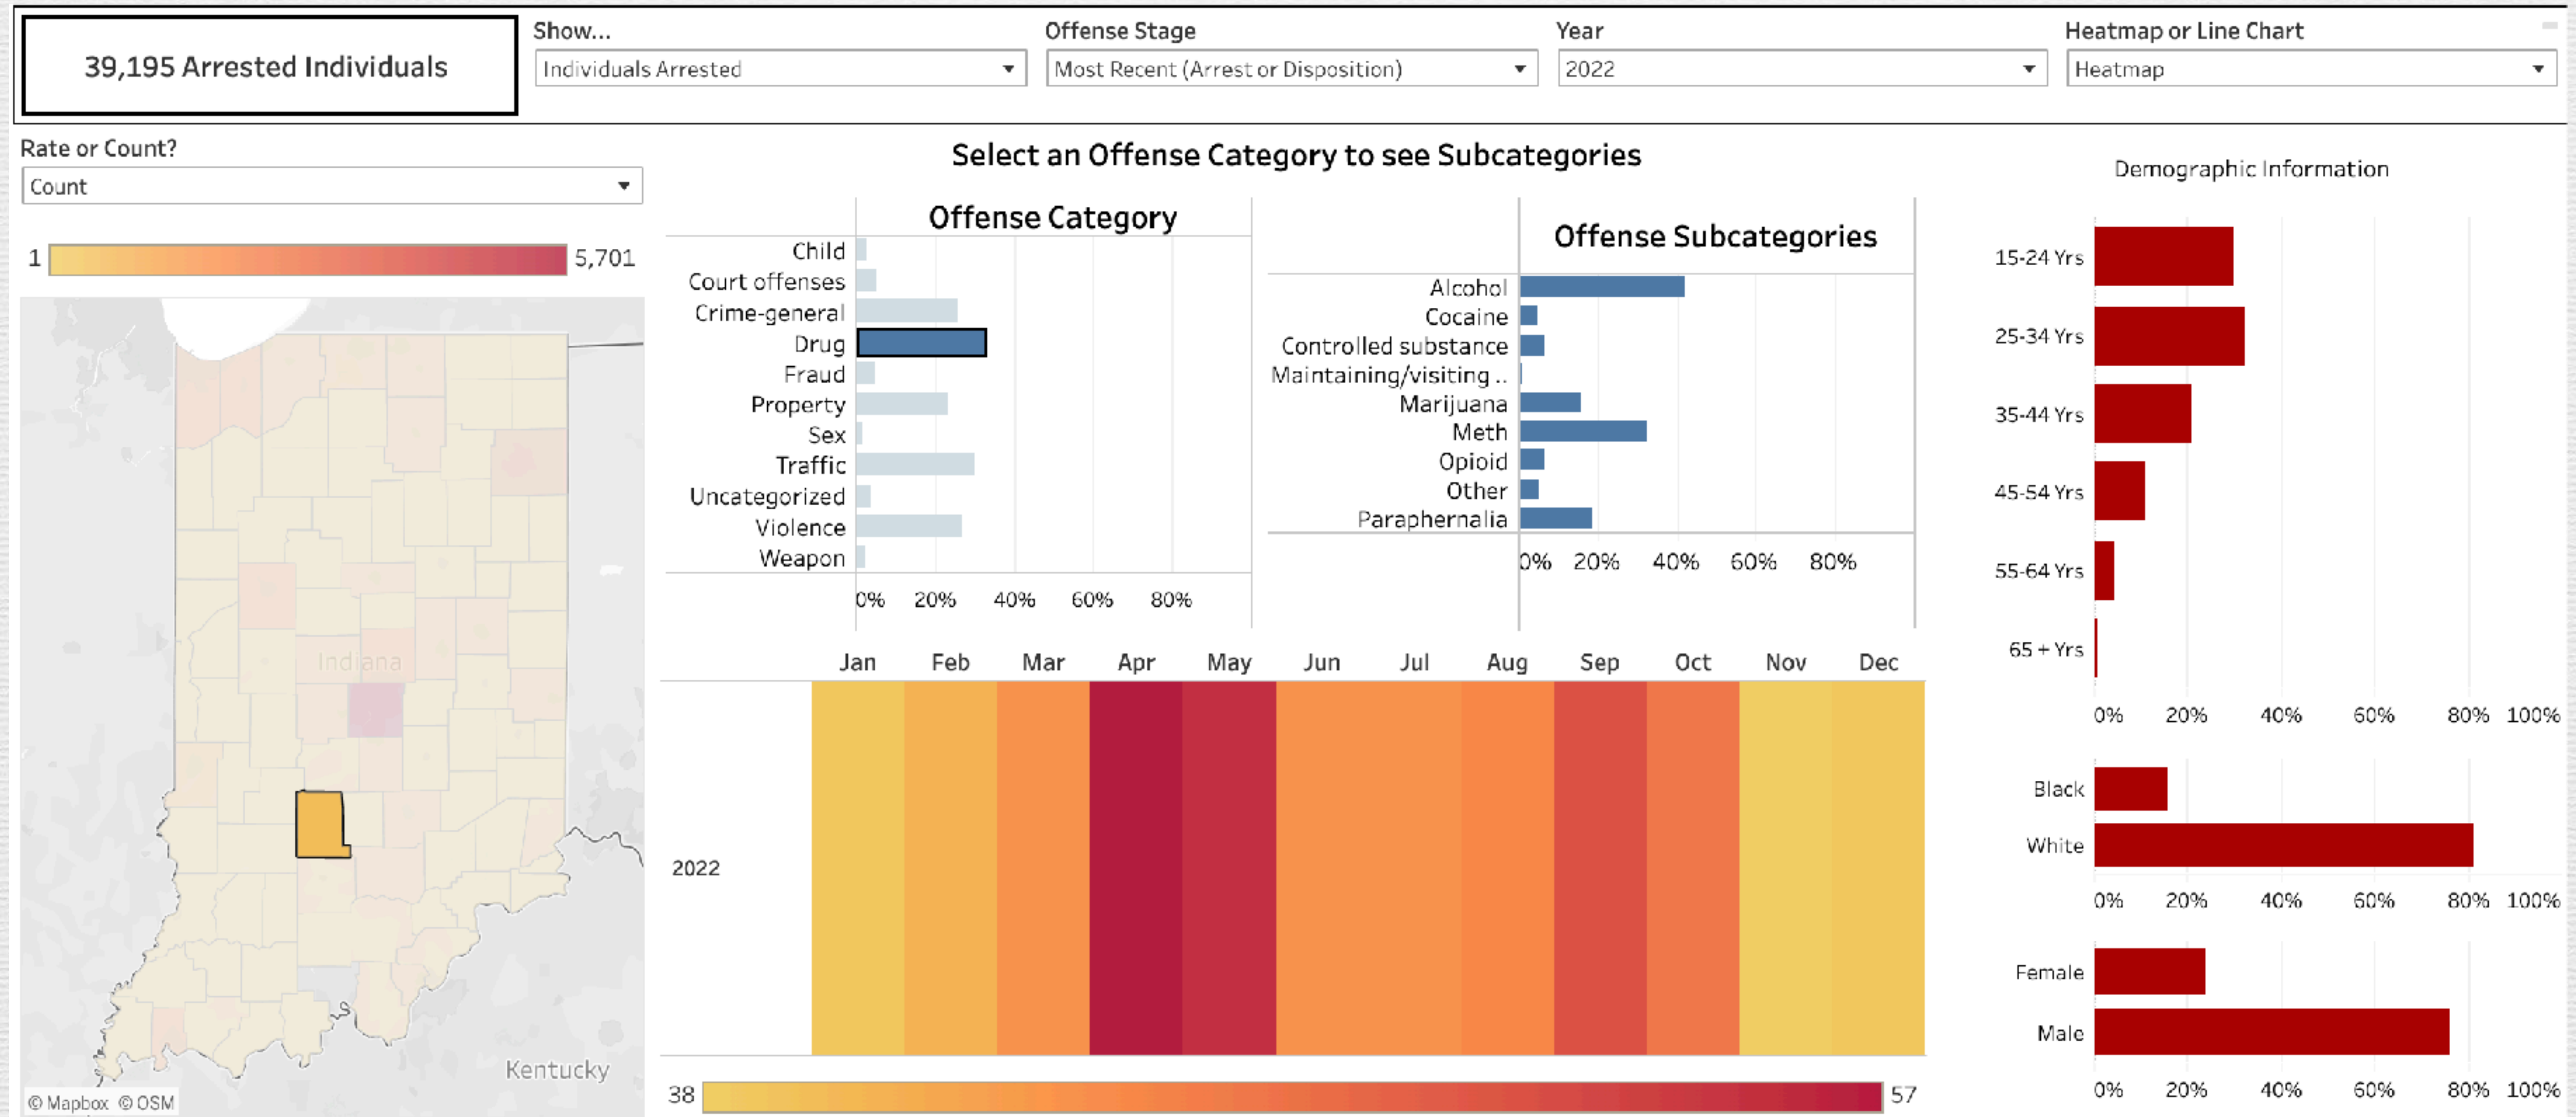 39,195 Arrested Individuals
Show...
Individuals Arrested
Offense Stage
Most Recent (Arrest or Disposition)
Year
2022
Heatmap or Line Chart
Heatmap
Rate or Count?
Count
1 5,701
Indiana
Kentucky
© Mapbox © OSM
Select an Offense Category to see Subcategories
Offense Category
Child
Court offenses
Crime-general
Drug
Fraud
Property
Sex
Traffic
Uncategorized
Violence
Weapon
0% 20% 40% 60% 80%
Offense Subcategories
Alcohol
Cocaine
Controlled substance
Maintaining/visiting ..
Marijuana
Meth
Opioid
Other
Paraphernalia
0% 20% 40% 60% 80%
Jan Feb Mar Apr May Jun Jul Aug Sep Oct Nov Dec
2022
38 57
Demographic Information
15-24 Yrs
25-34 Yrs
35-44 Yrs
45-54 Yrs
55-64 Yrs
65 + Yrs
0% 20% 40% 60% 80% 100%
Black
White
0% 20% 40% 60% 80% 100%
Female
Male
0% 20% 40% 60% 80% 100%